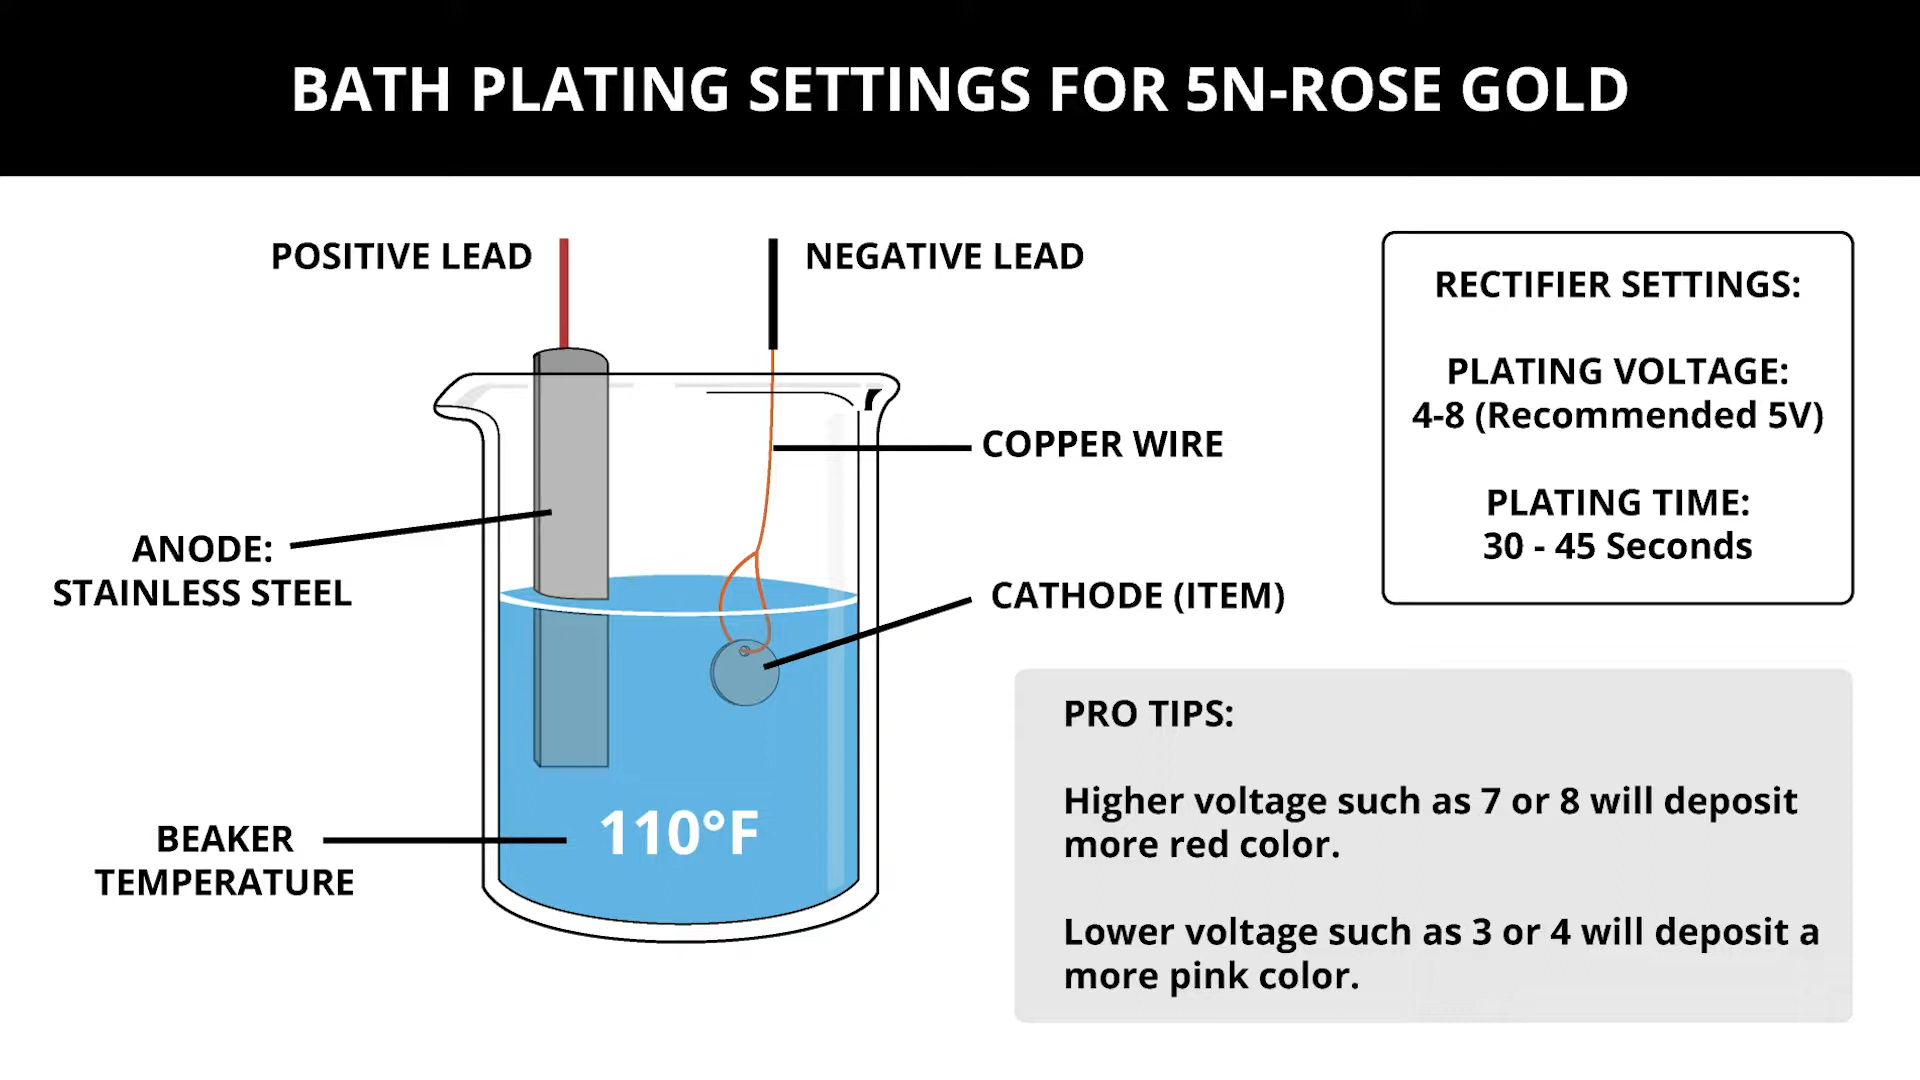 BATH PLATING SETTINGS FOR 5N-ROSE GOLD
POSITIVE LEAD
NEGATIVE LEAD
COPPER WIRE
ANODE:
STAINLESS STEEL
CATHODE (ITEM)
BEAKER
TEMPERATURE
110°F
RECTIFIER SETTINGS:
PLATING VOLTAGE:
4-8 (Recommended 5V)
PLATING TIME:
30 - 45 Seconds
PRO TIPS:
Higher voltage such as 7 or 8 will deposit
more red color.
Lower voltage such as 3 or 4 will deposit a
more pink color.